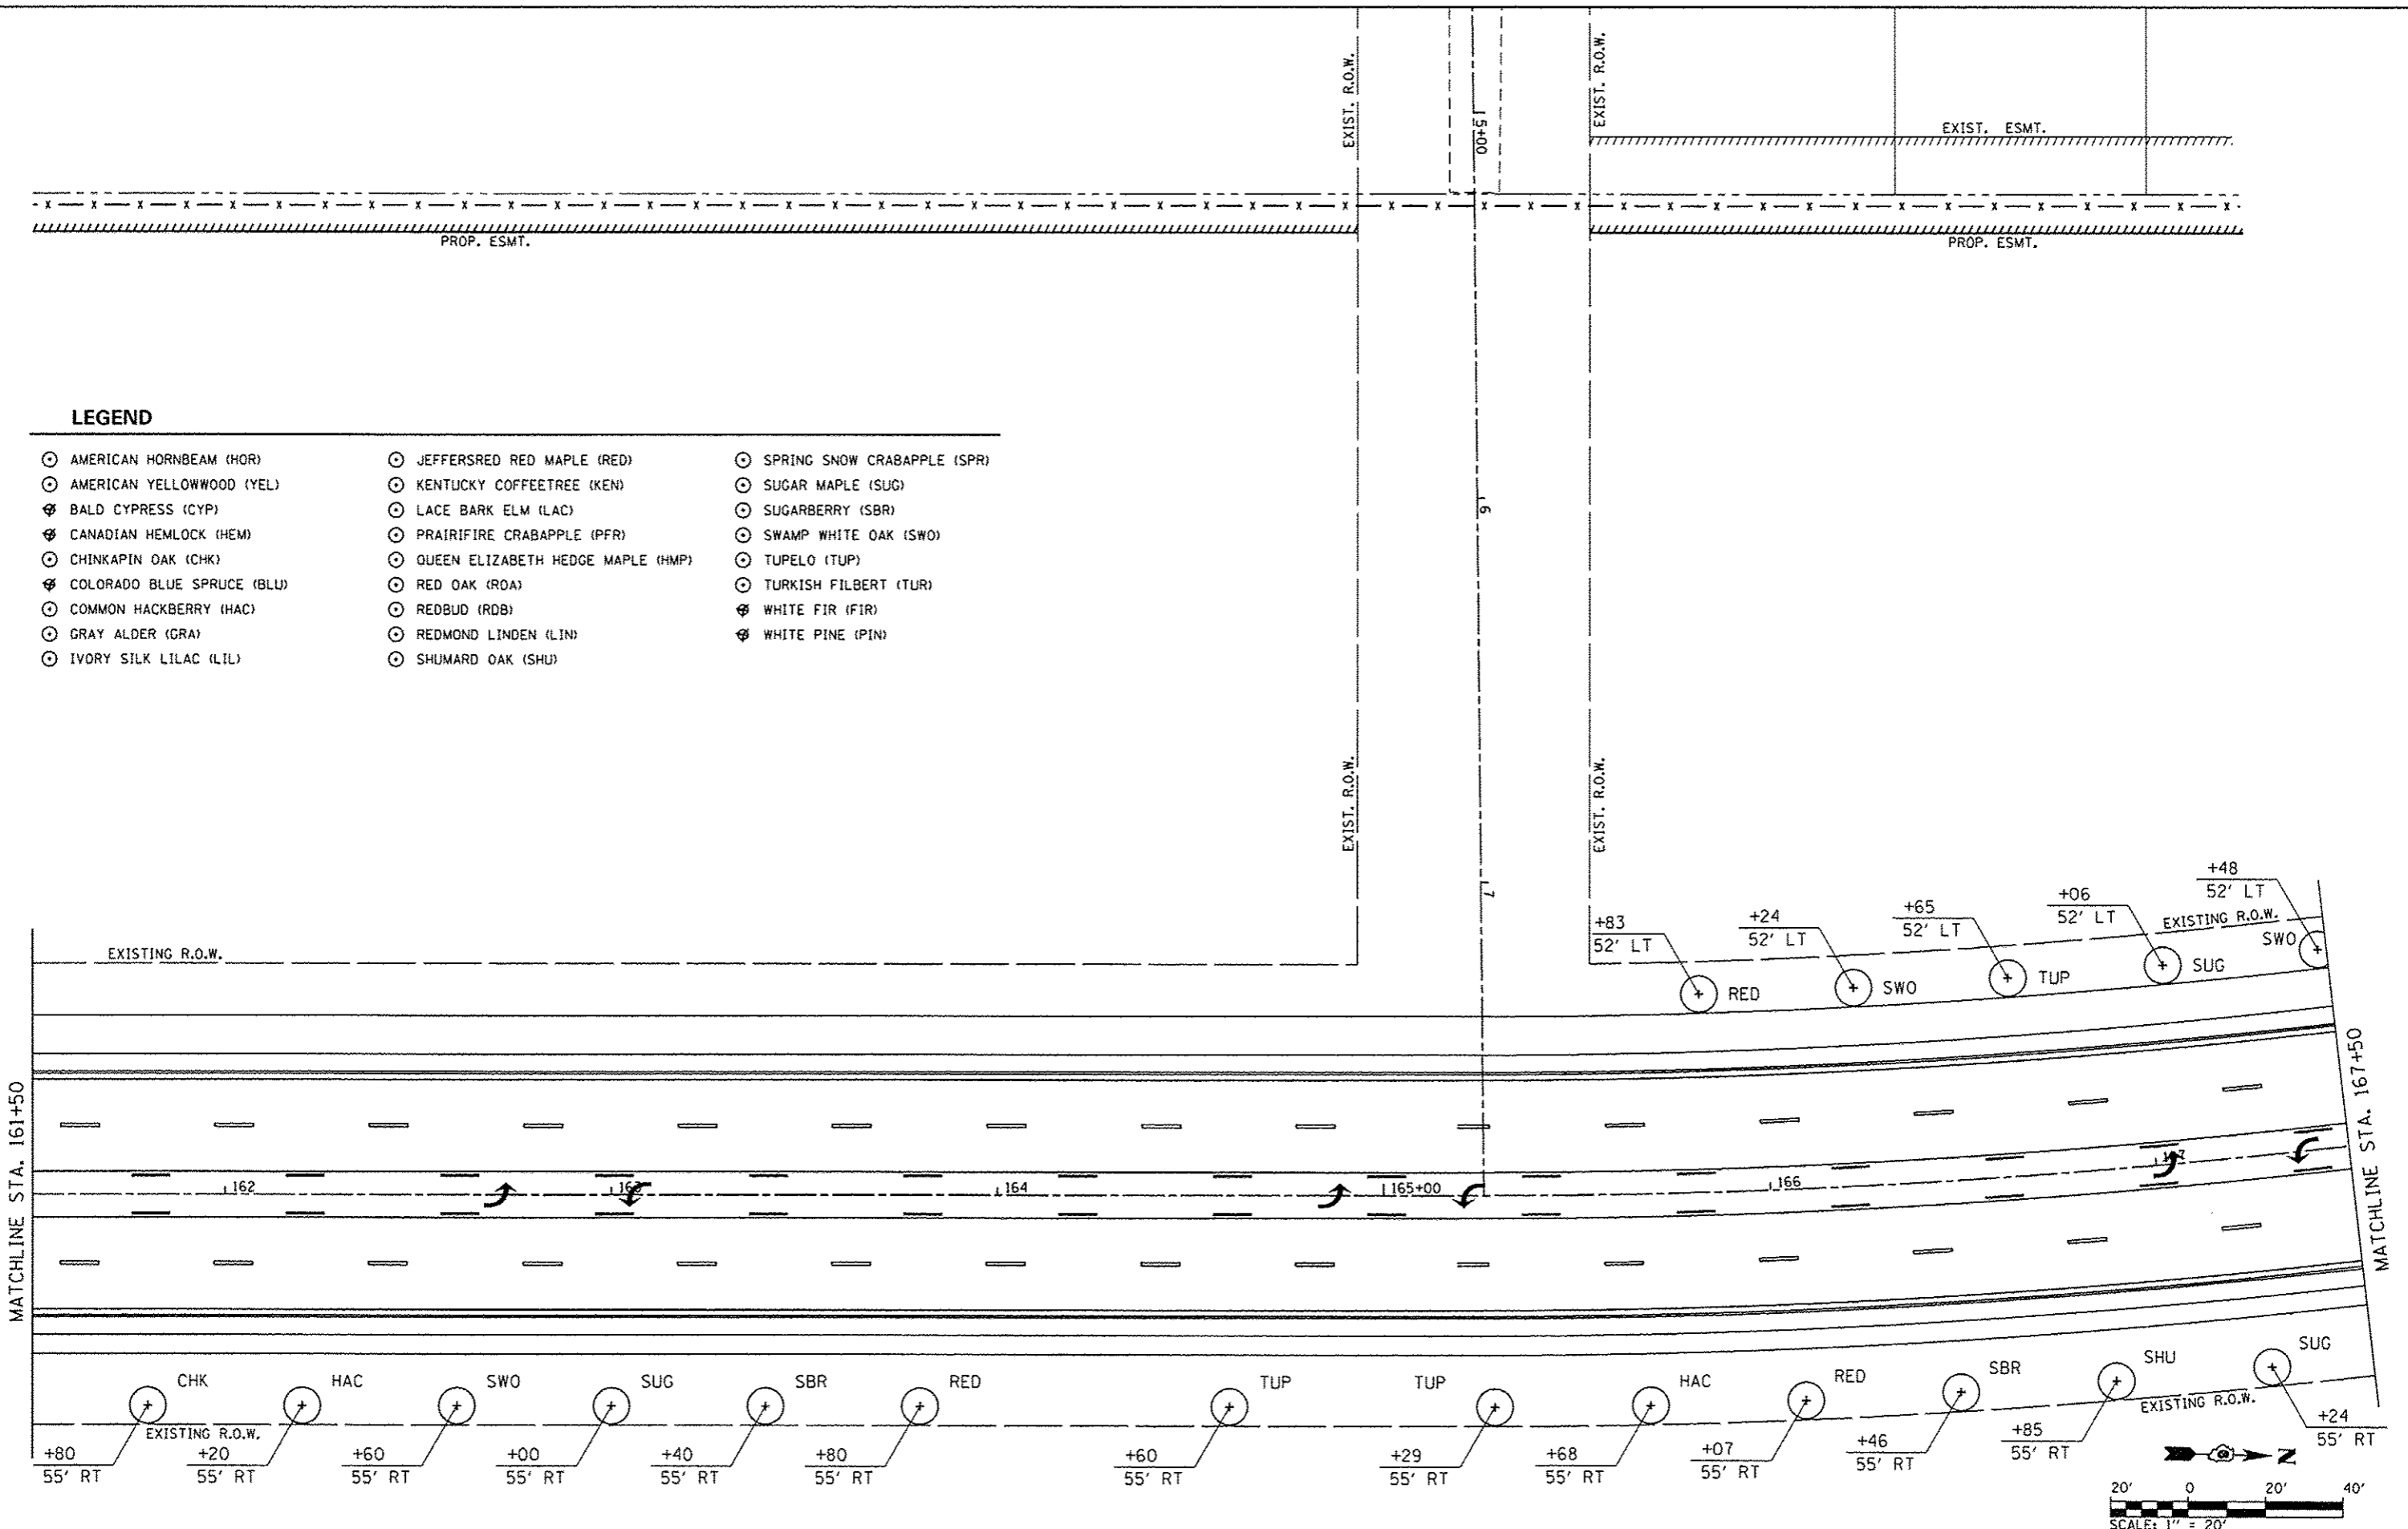 EXIST. R.O.W.
EXIST. R.O.W.
5+00
EXIST. ESMT.
PROP. ESMT.
PROP. ESMT.
LEGEND
AMERICAN HORNBEAM (HOR)
AMERICAN YELLOWWOOD (YEL)
BALD CYPRESS (CYP)
CANADIAN HEMLOCK (HEM)
CHINKAPIN OAK (CHK)
COLORADO BLUE SPRUCE (BLU)
COMMON HACKBERRY (HAC)
GRAY ALDER (GRA)
IVORY SILK LILAC (LIL)
JEFFERSRED RED MAPLE (RED)
KENTUCKY COFFEETREE (KEN)
LACE BARK ELM (LAC)
PRAIRIFIRE CRABAPPLE (PFR)
QUEEN ELIZABETH HEDGE MAPLE (HMP)
RED OAK (ROA)
REDBUD (RDB)
REDMOND LINDEN (LIN)
SHUMARD OAK (SHU)
SPRING SNOW CRABAPPLE (SPR)
SUGAR MAPLE (SUG)
SUGARBERRY (SBR)
SWAMP WHITE OAK (SWO)
TUPELO (TUP)
TURKISH FILBERT (TUR)
WHITE FIR (FIR)
WHITE PINE (PIN)
6
EXIST. R.O.W.
EXIST. R.O.W.
7
+83
52' LT
+24
52' LT
+65
52' LT
+06
52' LT
+48
52' LT
EXISTING R.O.W.
EXISTING R.O.W.
RED
SWO
TUP
SUG
SWO
MATCHLINE STA. 161+50
162
163
164
165+00
166
167
MATCHLINE STA. 167+50
CHK
HAC
SWO
SUG
SBR
RED
TUP
TUP
HAC
RED
SBR
SHU
SUG
EXISTING R.O.W.
EXISTING R.O.W.
+80
55' RT
+20
55' RT
+60
55' RT
+00
55' RT
+40
55' RT
+80
55' RT
+60
55' RT
+29
55' RT
+68
55' RT
+07
55' RT
+46
55' RT
+85
55' RT
+24
55' RT
N
20' 0 20' 40'
SCALE: 1" = 20'